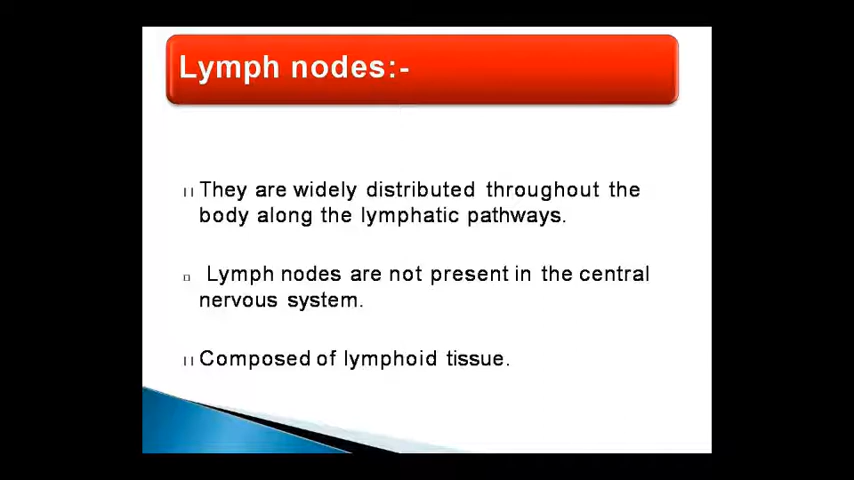 Lymph nodes:-
They are widely distributed throughout the
body along the lymphatic pathways.
Lymph nodes are not present in the central
nervous system.
Composed of lymphoid tissue.